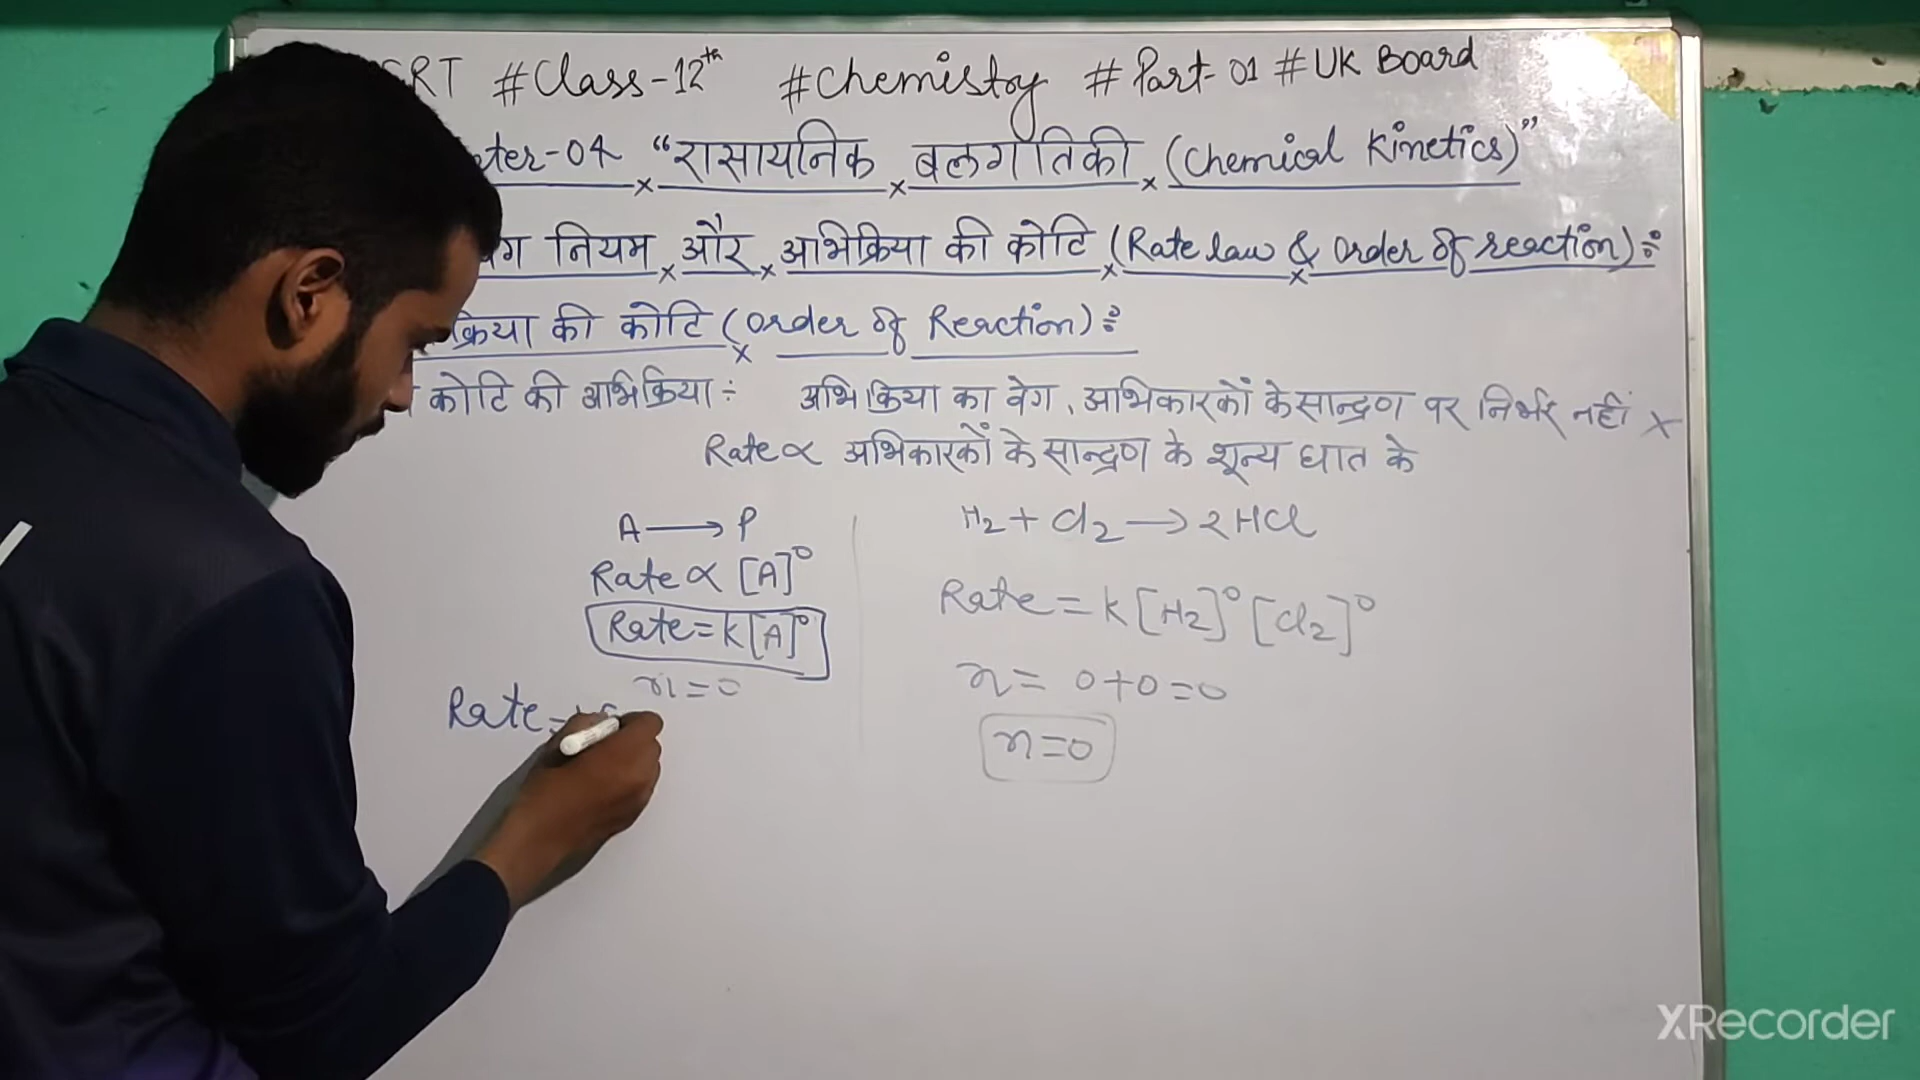 #Class-12th #Chemistry #Part-01 #UK Board
"रासायनिक बलगतिकी (Chemical Kinetics)"
नियम और अभिक्रिया की कोटि (Rate law & Order of reaction) ÷
की कोटि (Order of Reaction) ÷
कोटि की अभिक्रिया ÷ अभिक्रिया का वेग, अभिकारकों के सान्द्रण पर निर्भर नहीं x
Rate ∝ अभिकारकों के सान्द्रण के शून्य घात के
A ⟶ P
Rate ∝ [A]⁰
Rate = K[A]⁰
n = 0
Rate =
H₂ + Cl₂ ⟶ 2HCl
Rate = K [H₂]⁰ [Cl₂]⁰
n = 0+0 = 0
n = 0
XRecorder